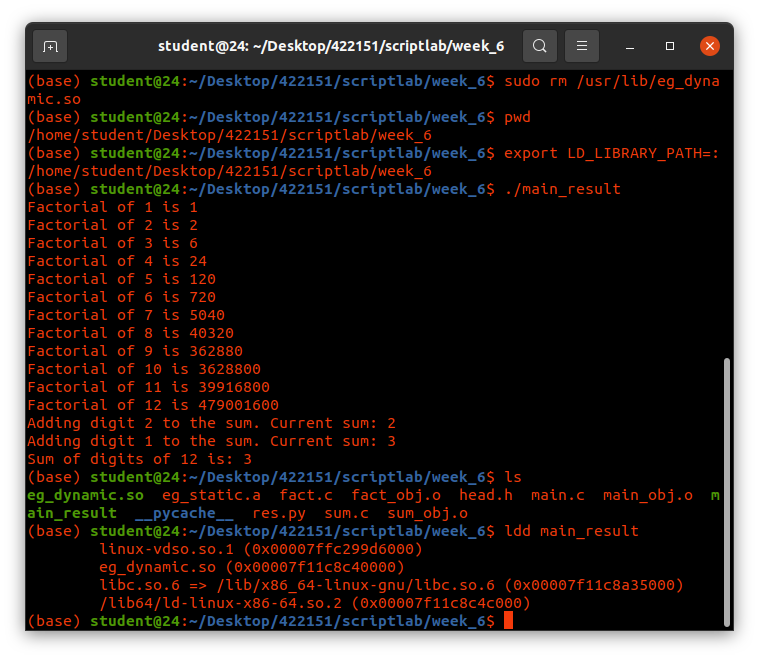 student@24: ~/Desktop/422151/scriptlab/week_6
(base) student@24:~/Desktop/422151/scriptlab/week_6$ sudo rm /usr/lib/eg_dyna
mic.so
(base) student@24:~/Desktop/422151/scriptlab/week_6$ pwd
/home/student/Desktop/422151/scriptlab/week_6
(base) student@24:~/Desktop/422151/scriptlab/week_6$ export LD_LIBRARY_PATH=:
/home/student/Desktop/422151/scriptlab/week_6
(base) student@24:~/Desktop/422151/scriptlab/week_6$ ./main_result
Factorial of 1 is 1
Factorial of 2 is 2
Factorial of 3 is 6
Factorial of 4 is 24
Factorial of 5 is 120
Factorial of 6 is 720
Factorial of 7 is 5040
Factorial of 8 is 40320
Factorial of 9 is 362880
Factorial of 10 is 3628800
Factorial of 11 is 39916800
Factorial of 12 is 479001600
Adding digit 2 to the sum. Current sum: 2
Adding digit 1 to the sum. Current sum: 3
Sum of digits of 12 is: 3
(base) student@24:~/Desktop/422151/scriptlab/week_6$ ls
eg_dynamic.so  eg_static.a  fact.c  fact_obj.o  head.h  main.c  main_obj.o  m
ain_result  __pycache__  res.py  sum.c  sum_obj.o
(base) student@24:~/Desktop/422151/scriptlab/week_6$ ldd main_result
        linux-vdso.so.1 (0x00007ffc299d6000)
        eg_dynamic.so (0x00007f11c8c40000)
        libc.so.6 => /lib/x86_64-linux-gnu/libc.so.6 (0x00007f11c8a35000)
        /lib64/ld-linux-x86-64.so.2 (0x00007f11c8c4c000)
(base) student@24:~/Desktop/422151/scriptlab/week_6$